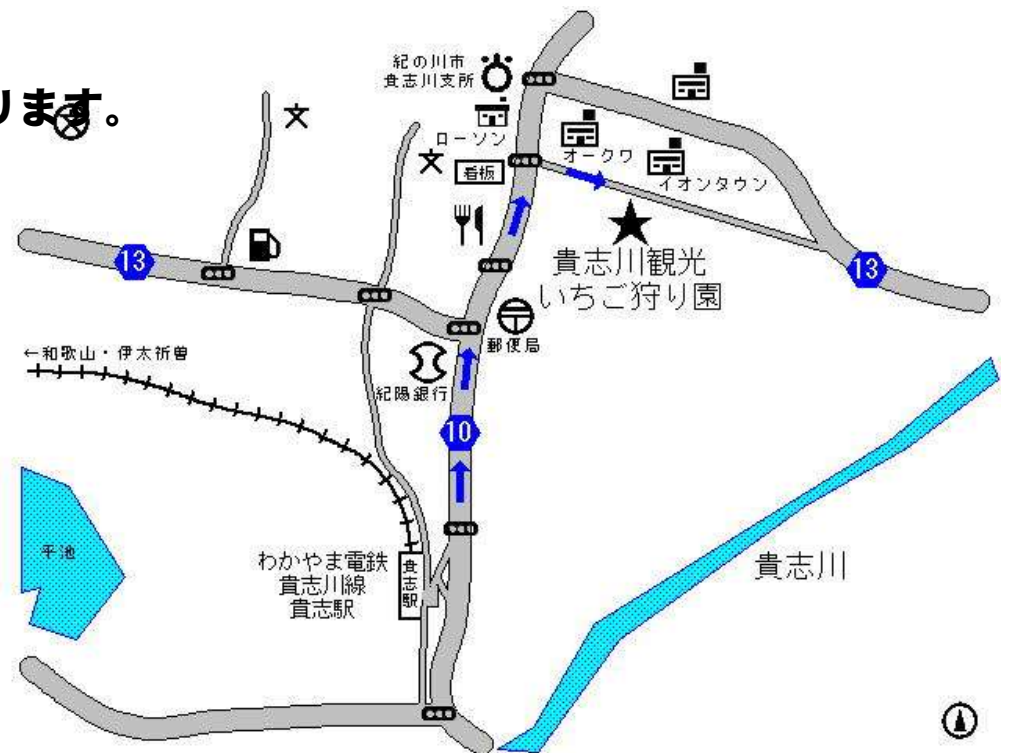 ります。
紀の川市
貴志川支所
ローソン
看板
オークワ
イオンタウン
13
貴志川観光
いちご狩り園
13
郵便局
←和歌山・伊太祈曽
紀陽銀行
10
平池
わかやま電鉄
貴志川線
貴志駅
貴志駅
貴志川